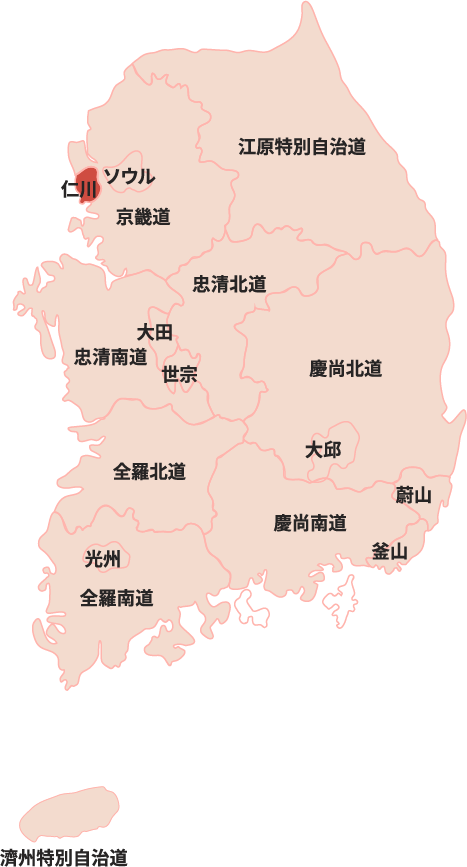 江原特別自治道
ソウル
仁川
京畿道
忠清北道
大田
忠清南道
世宗
慶尚北道
大邱
全羅北道
蔚山
慶尚南道
釜山
光州
全羅南道
済州特別自治道